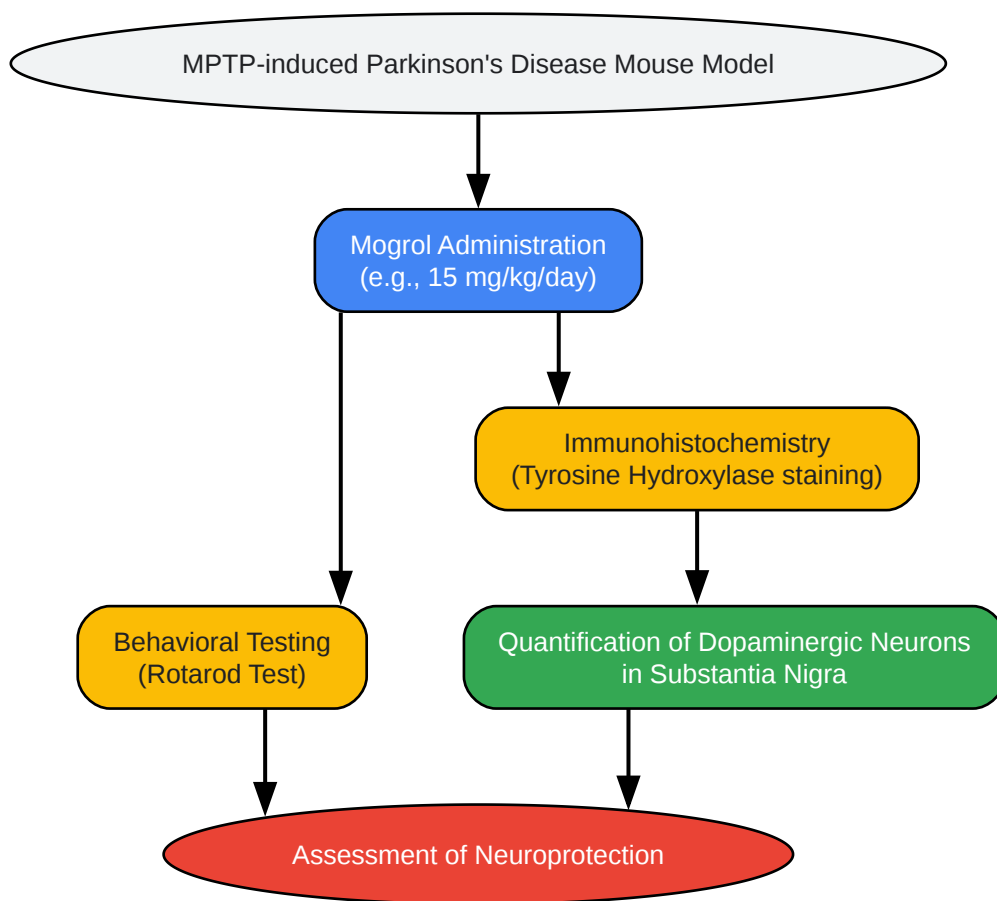 MPTP-induced Parkinson's Disease Mouse Model
Mogrol Administration
(e.g., 15 mg/kg/day)
Immunohistochemistry
(Tyrosine Hydroxylase staining)
Behavioral Testing
(Rotarod Test)
Quantification of Dopaminergic Neurons
in Substantia Nigra
Assessment of Neuroprotection